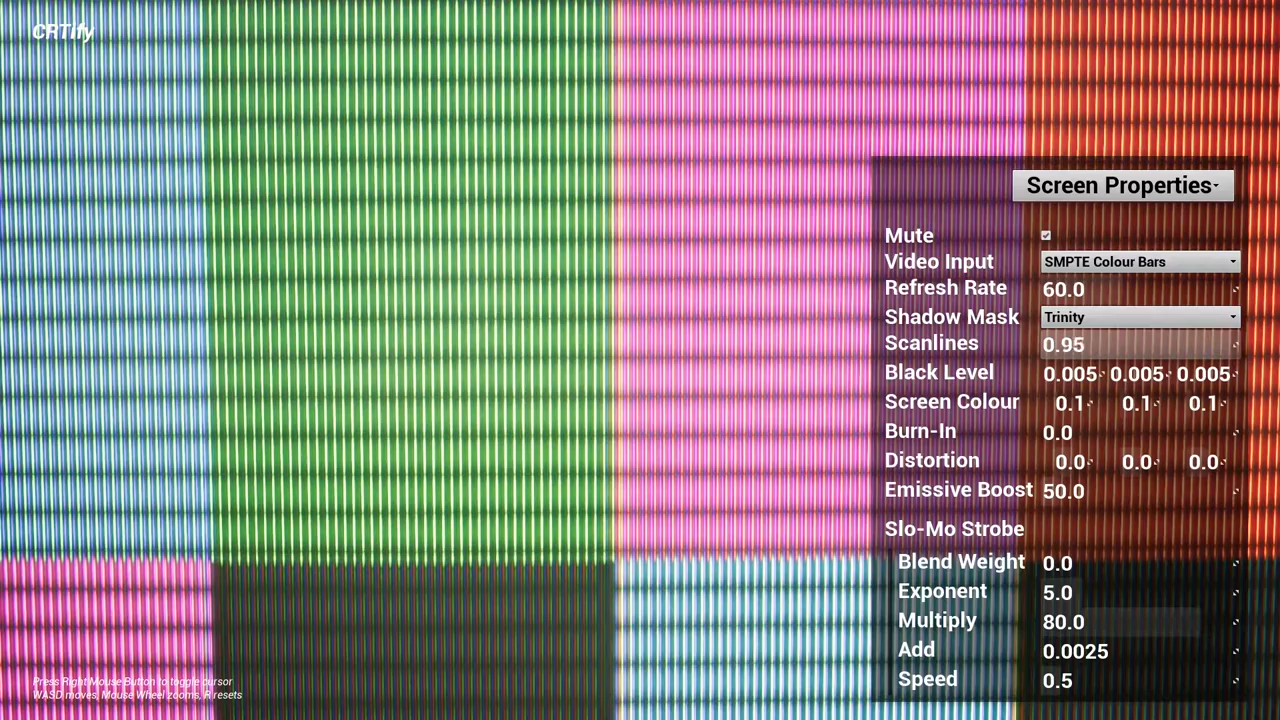 CRTify
Screen Properties
Mute
Video Input SMPTE Colour Bars
Refresh Rate 60.0
Shadow Mask Trinity
Scanlines 0.95
Black Level 0.005 0.005 0.005
Screen Colour 0.1 0.1 0.1
Burn-In 0.0
Distortion 0.0 0.0 0.0
Emissive Boost 50.0
Slo-Mo Strobe
Blend Weight 0.0
Exponent 5.0
Multiply 80.0
Add 0.0025
Speed 0.5
Press Right Mouse Button to toggle cursor
WASD moves, Mouse Wheel zooms, R resets